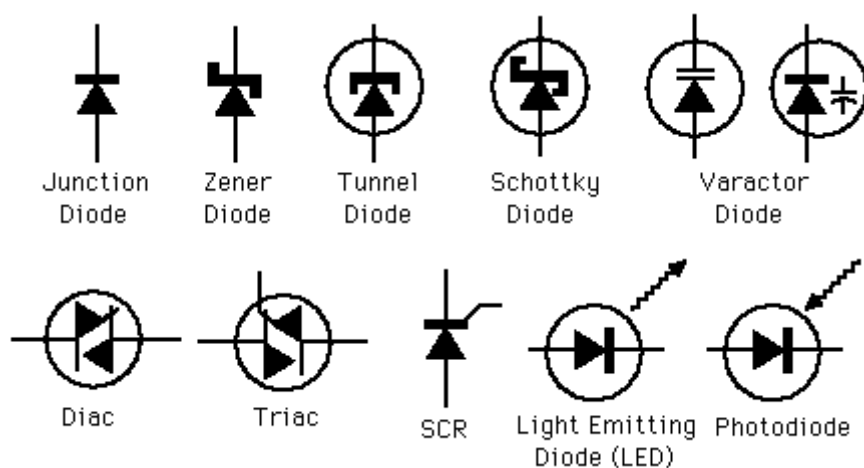 Junction
Diode
Zener
Diode
Tunnel
Diode
Schottky
Diode
Varactor
Diode
Diac
Triac
SCR
Light Emitting
Diode (LED)
Photodiode